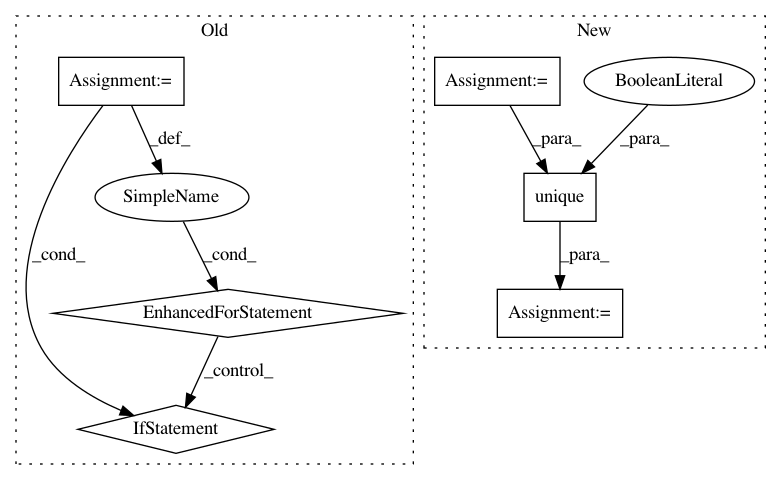 Old
New
Assignment:=
Assignment:=
BooleanLiteral
_def_
_para_
_para_
SimpleName
unique
_cond_
_cond_
_para_
EnhancedForStatement
Assignment:=
_control_
IfStatement